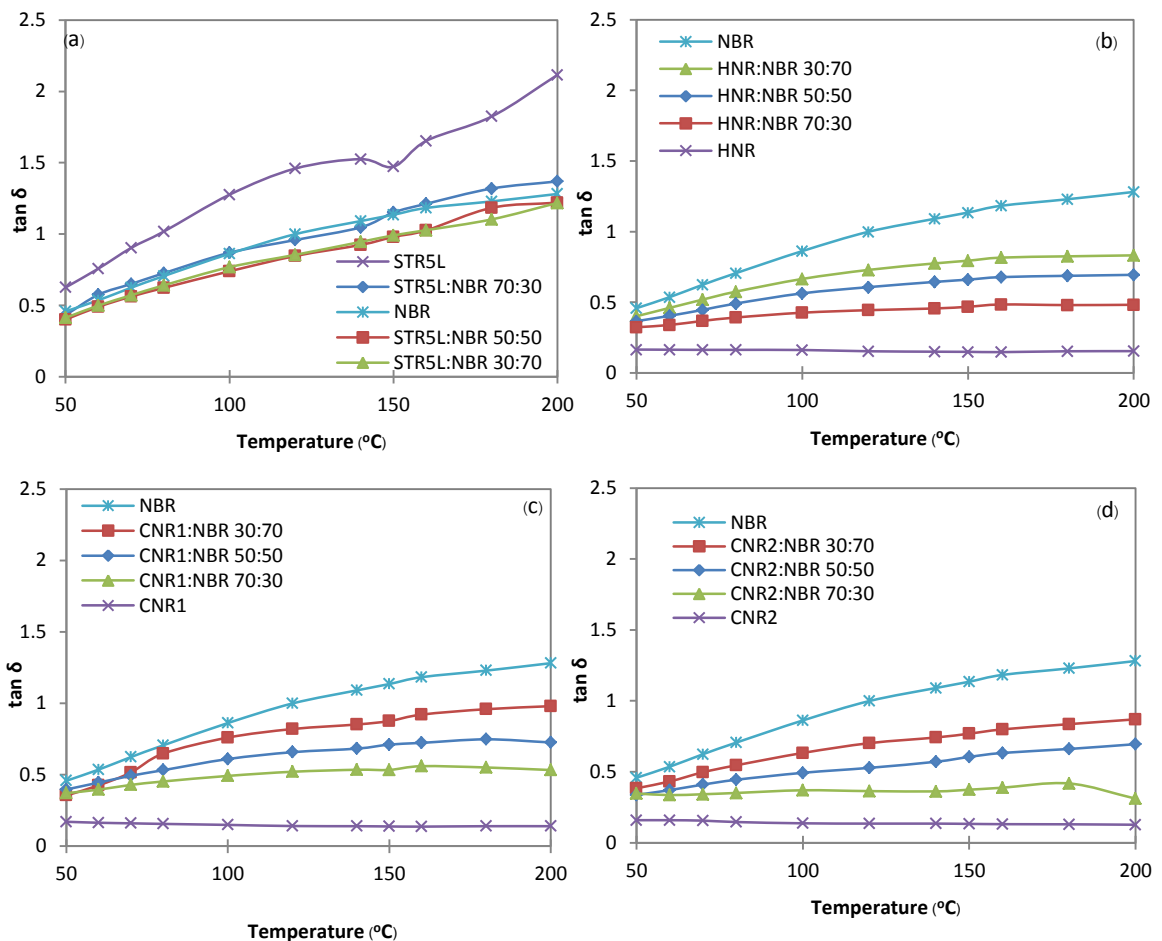 (a)
2.5
2
1.5
1
0.5
0
tan δ
50
100
150
200
Temperature (°C)
STR5L
STR5L:NBR 70:30
NBR
STR5L:NBR 50:50
STR5L:NBR 30:70
(b)
2.5
2
1.5
1
0.5
0
tan δ
50
100
150
200
Temperature (°C)
NBR
HNR:NBR 30:70
HNR:NBR 50:50
HNR:NBR 70:30
HNR
(c)
2.5
2
1.5
1
0.5
0
tan δ
50
100
150
200
Temperature (°C)
NBR
CNR1:NBR 30:70
CNR1:NBR 50:50
CNR1:NBR 70:30
CNR1
(d)
2.5
2
1.5
1
0.5
0
tan δ
50
100
150
200
Temperature (°C)
NBR
CNR2:NBR 30:70
CNR2:NBR 50:50
CNR2:NBR 70:30
CNR2